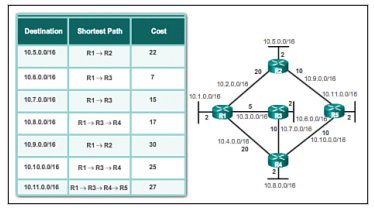 Destination Shortest Path Cost
10.5.0.0/16 R1 → R2 22
10.6.0.0/16 R1 → R3 7
10.7.0.0/16 R1 → R3 15
10.8.0.0/16 R1 → R3 → R4 17
10.9.0.0/16 R1 → R2 30
10.10.0.0/16 R1 → R3 → R4 25
10.11.0.0/16 R1 → R3 → R4 → R5 27
10.5.0.0/16
2
R2
20
10
10.2.0.0/16
10.9.0.0/16
10.1.0.0/16
10.11.0.0/16
5
2
R1
R3
R5
2
10.3.0.0/16
10.6.0.0/16
2
10
10.7.0.0/16
10
10.4.0.0/16
10.10.0.0/16
20
R4
2
10.8.0.0/16